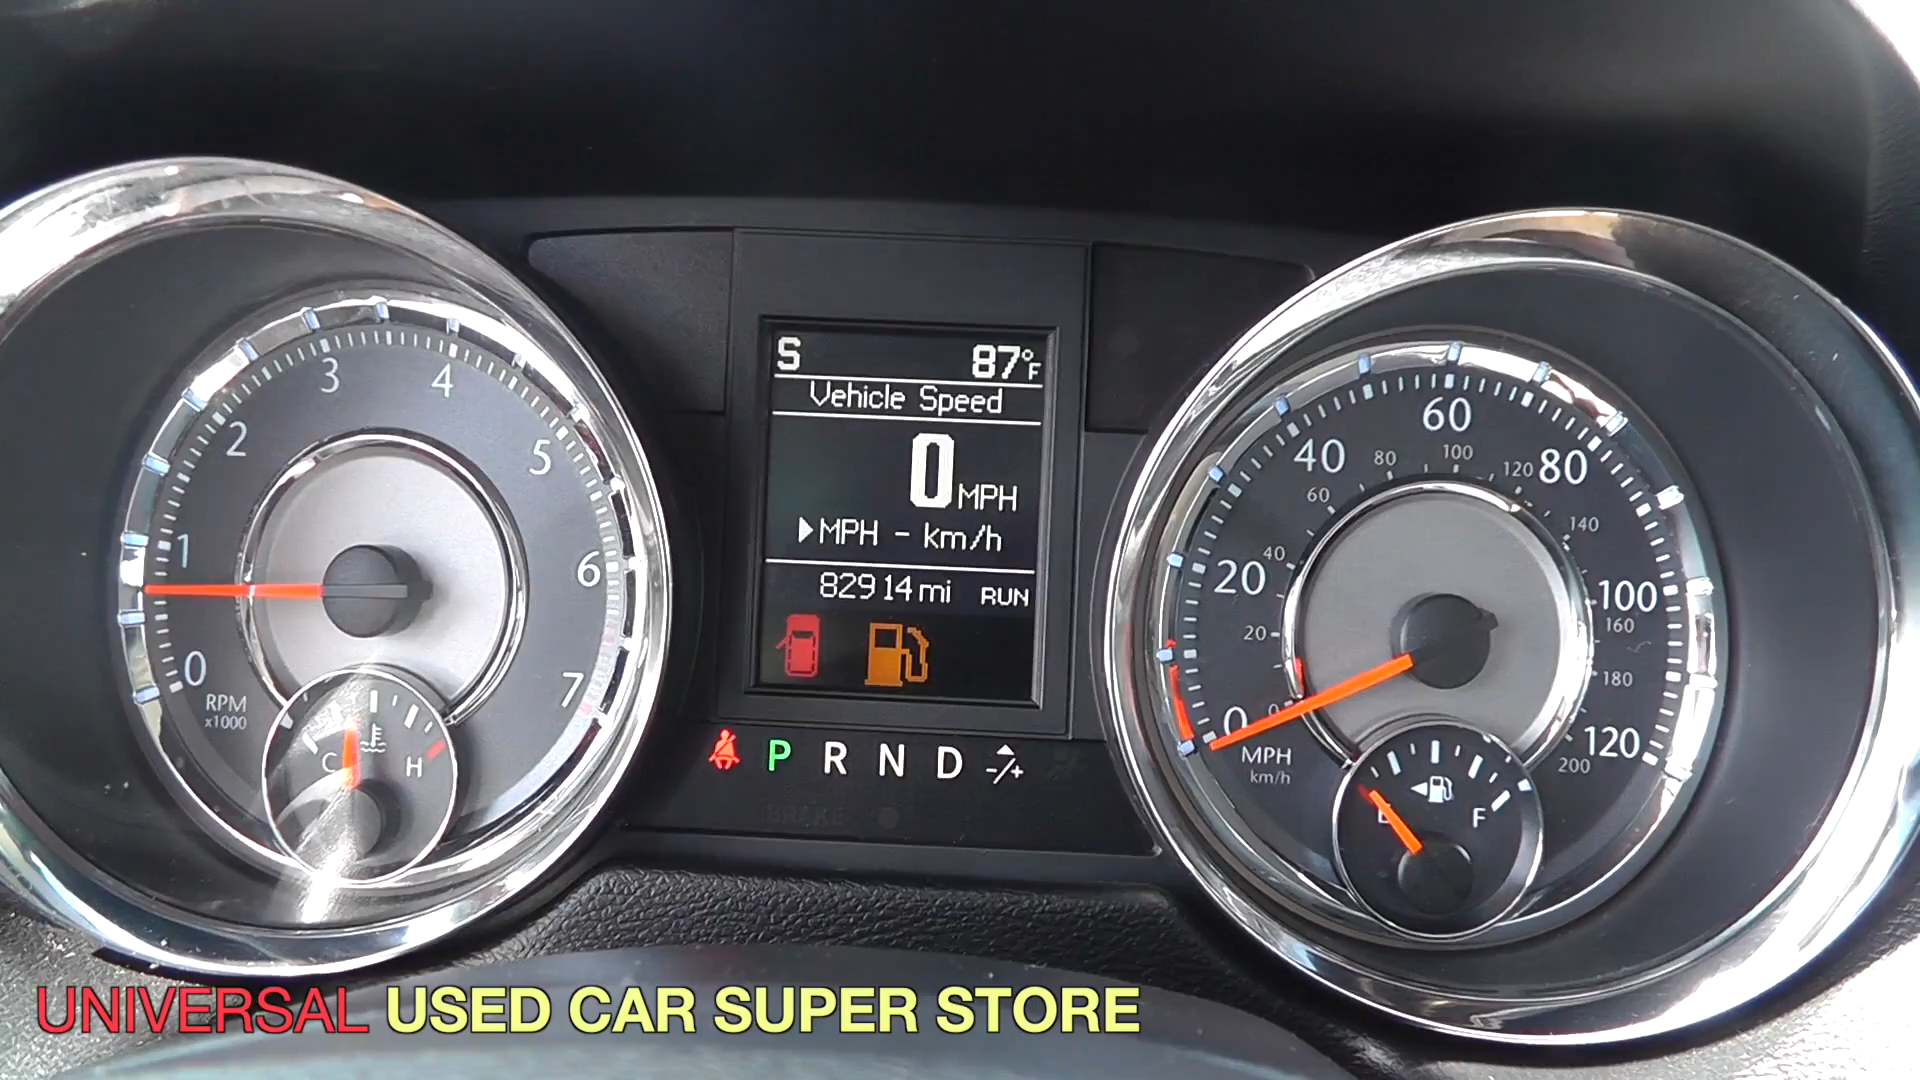 0 1 2 3 4 5 6 7
RPM
x1000
C H
S 87°F
Vehicle Speed
0 MPH
MPH - km/h
82914 mi RUN
P R N D -/+
BRAKE
0 20 40 60 80 100 120
0 20 40 60 80 100 120 140 160 180 200
MPH
km/h
E F
UNIVERSAL USED CAR SUPER STORE